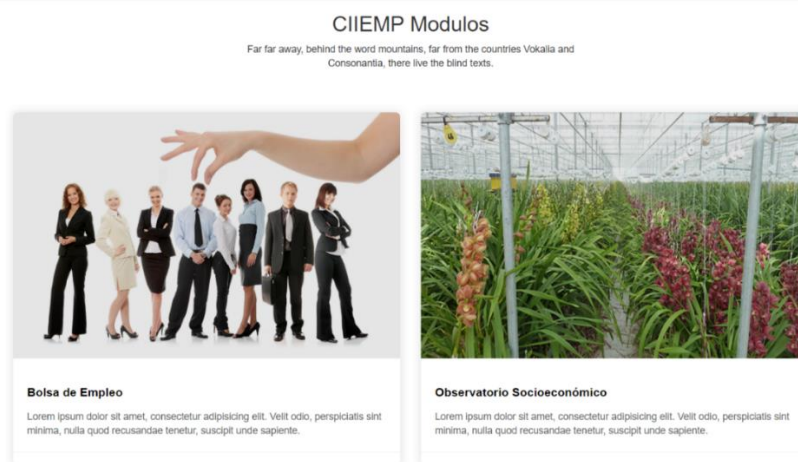 CIIEMP Modulos
Far far away, behind the word mountains, far from the countries Vokalia and
Consonantia, there live the blind texts.
Bolsa de Empleo
Lorem ipsum dolor sit amet, consectetur adipisicing elit. Velit odio, perspiciatis sint
minima, nulla quod recusandae tenetur, suscipit unde sapiente.
Observatorio Socioeconómico
Lorem ipsum dolor sit amet, consectetur adipisicing elit. Velit odio, perspiciatis sint
minima, nulla quod recusandae tenetur, suscipit unde sapiente.